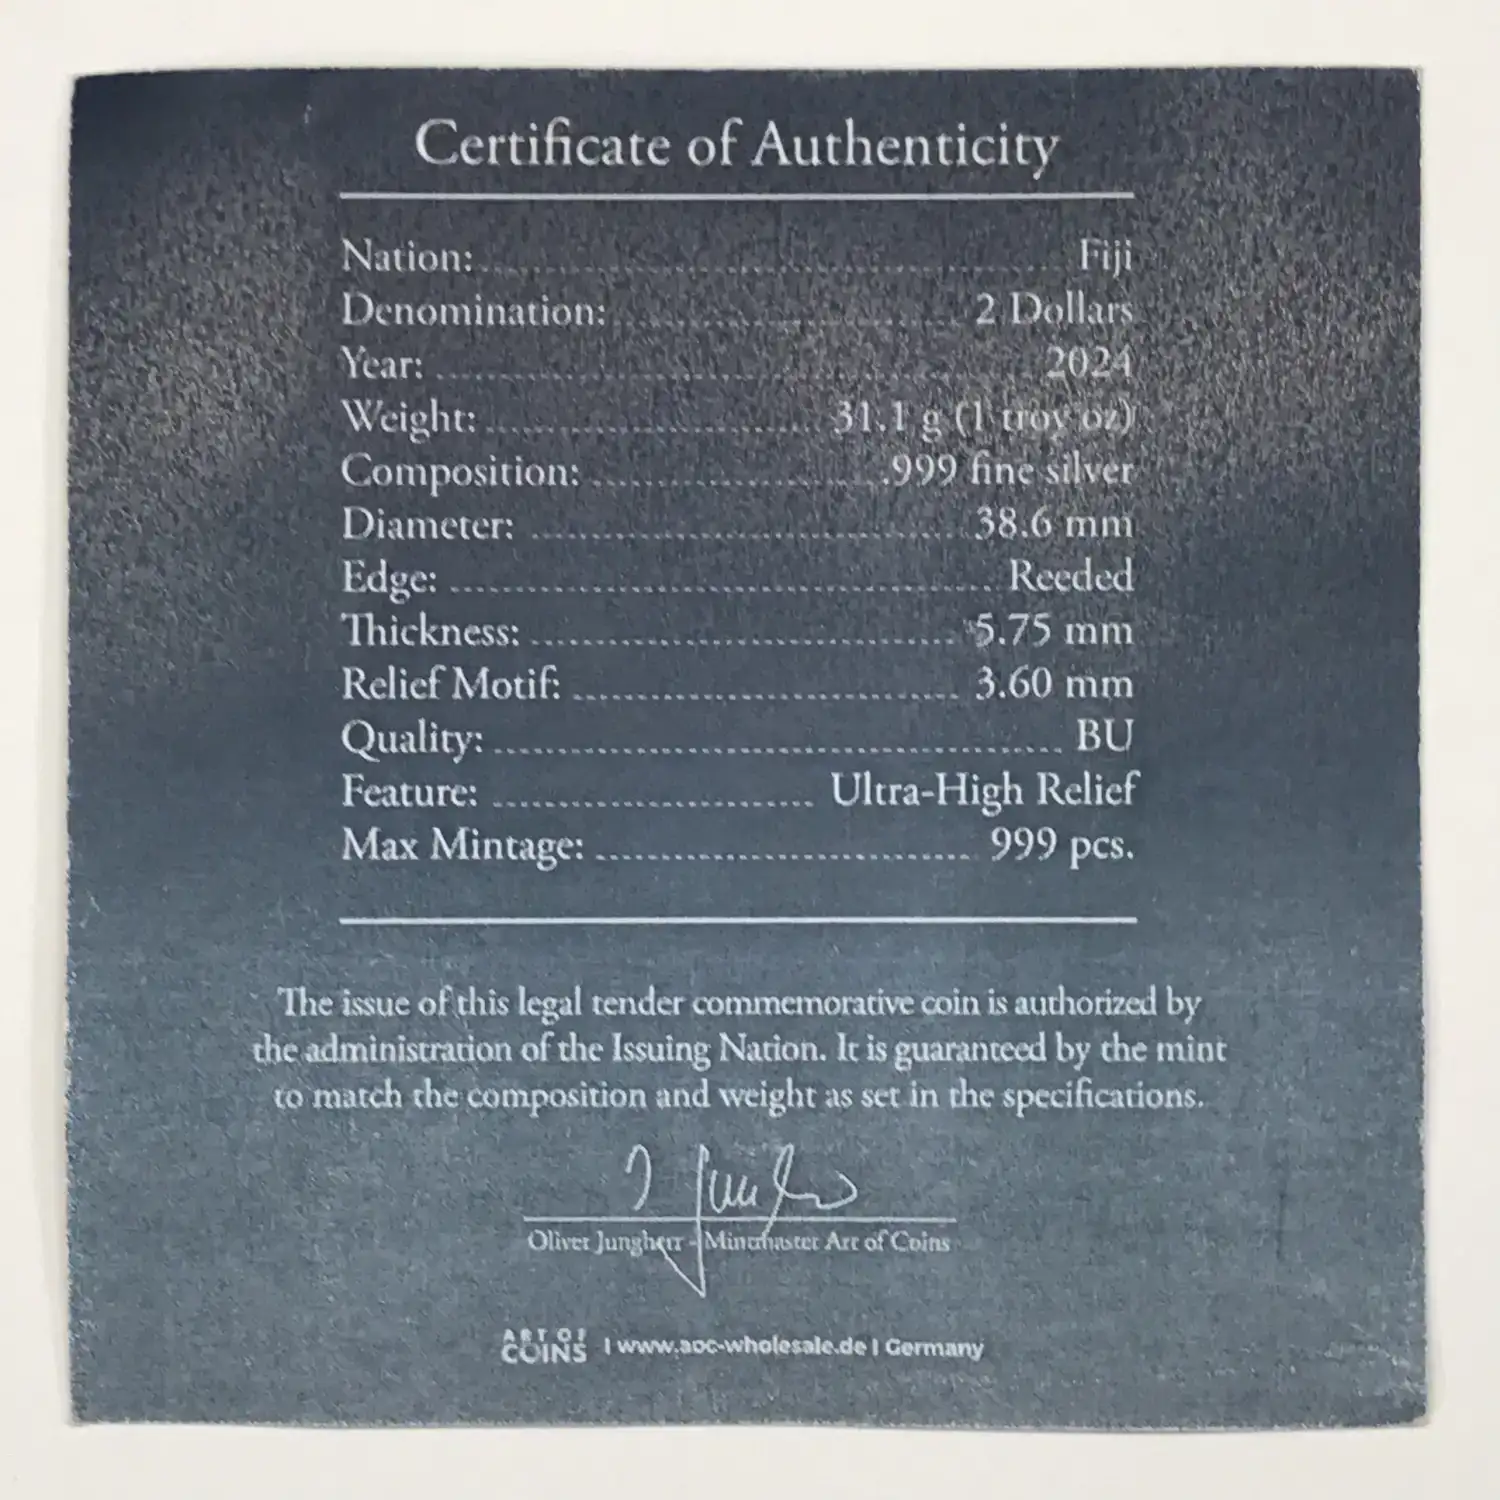 Certificate of Authenticity
Nation: Fiji
Denomination: 2 Dollars
Year: 2024
Weight: 31.1 g (1 troy oz)
Composition: .999 fine silver
Diameter: 38.6 mm
Edge: Reeded
Thickness: 5.75 mm
Relief Motif: 3.60 mm
Quality: BU
Feature: Ultra-High Relief
Max Mintage: 999 pcs.
The issue of this legal tender commemorative coin is authorized by
the administration of the Issuing Nation. It is guaranteed by the mint
to match the composition and weight as set in the specifications.
Oliver Jungherr - Mintmaster Art of Coins
ART OF
COINS | www.aoc-wholesale.de | Germany